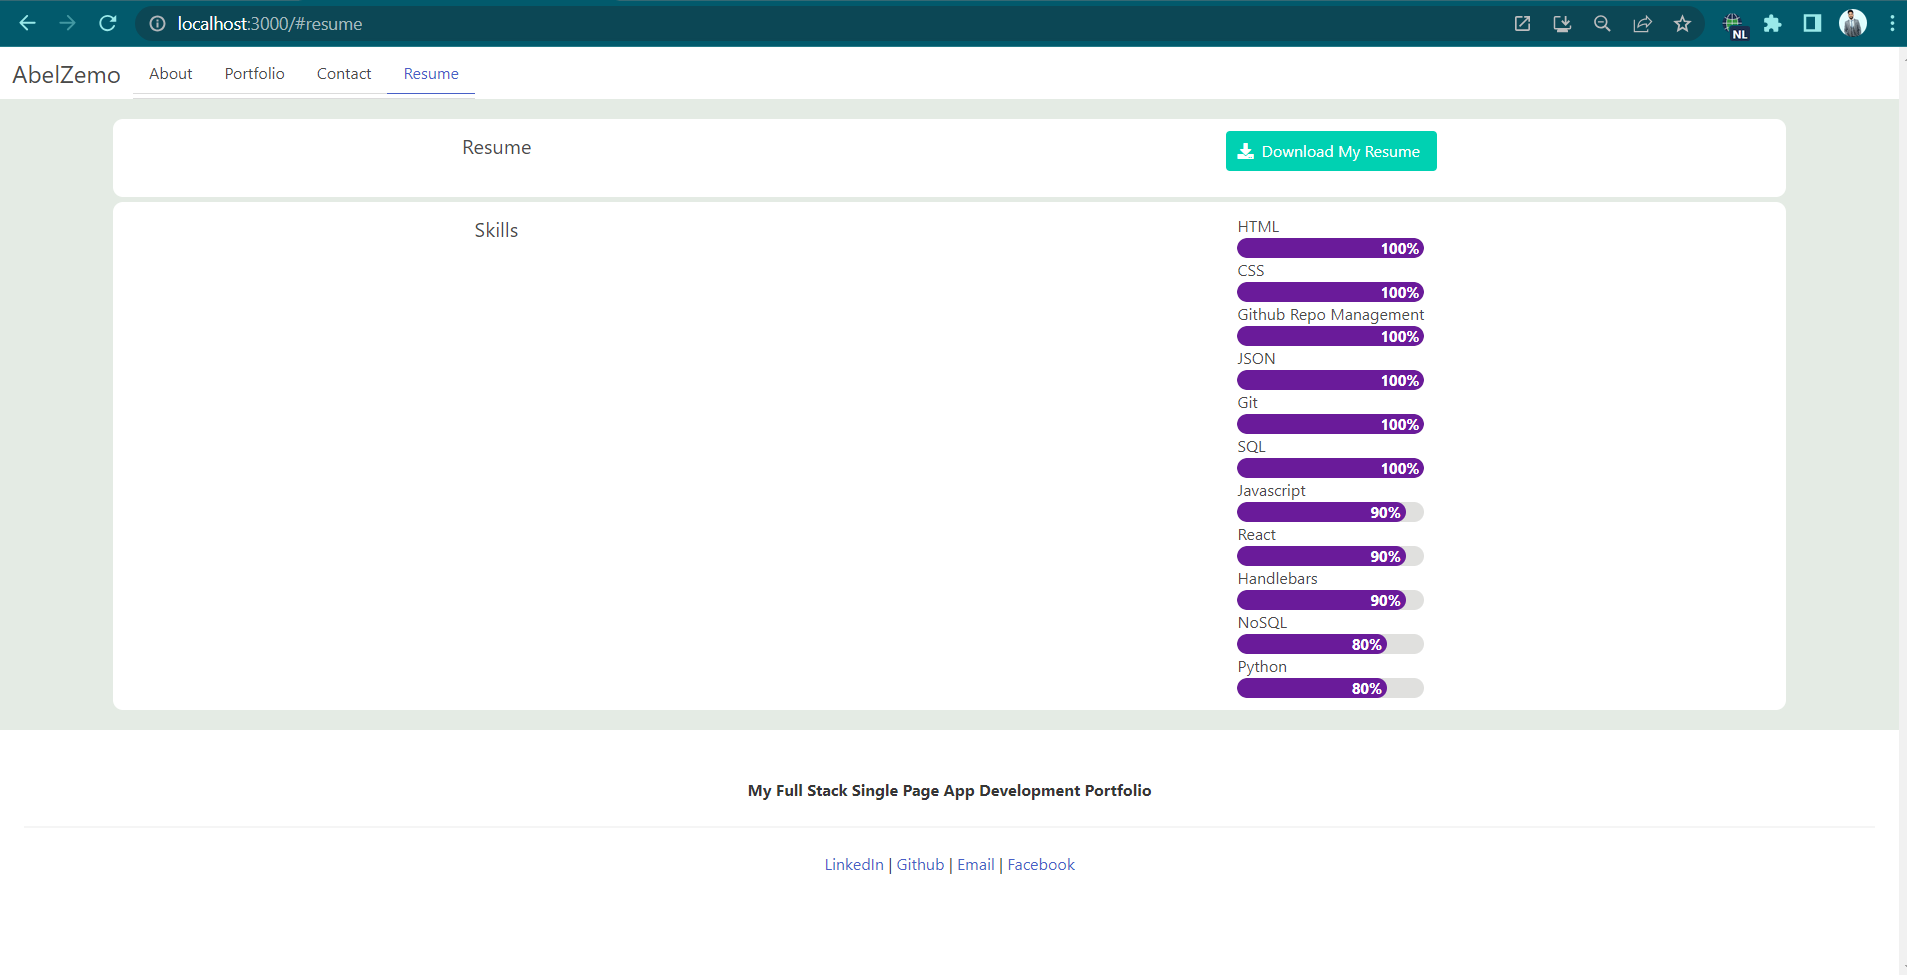 localhost:3000/#resume
NL
AbelZemo About Portfolio Contact Resume
Resume
Download My Resume
Skills
HTML
100%
CSS
100%
Github Repo Management
100%
JSON
100%
Git
100%
SQL
100%
Javascript
90%
React
90%
Handlebars
90%
NoSQL
80%
Python
80%
My Full Stack Single Page App Development Portfolio
LinkedIn | Github | Email | Facebook